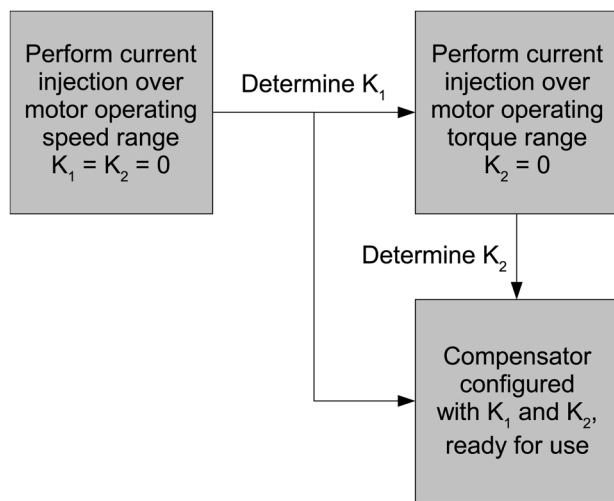 Perform current
injection over
motor operating
speed range
K₁ = K₂ = 0
Determine K₁
Perform current
injection over
motor operating
torque range
K₂ = 0
Determine K₂
Compensator
configured
with K₁ and K₂,
ready for use